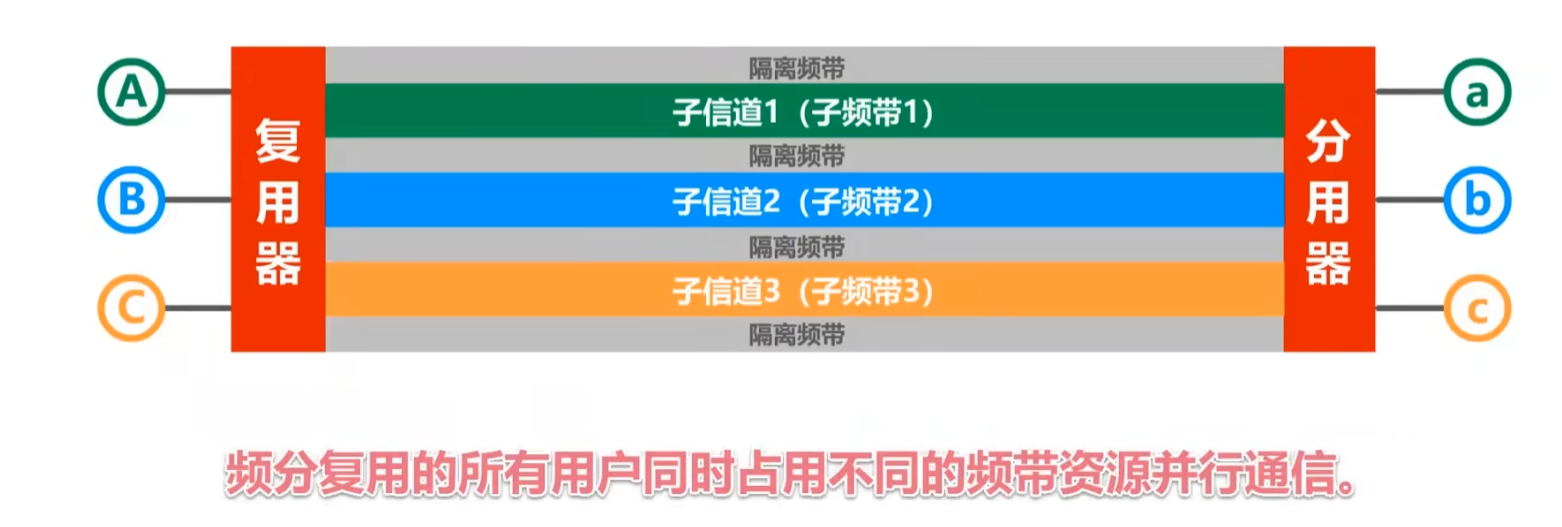 隔离频带
A
子信道1（子频带1）
a
隔离频带
复用器
B
子信道2（子频带2）
分用器
b
隔离频带
C
子信道3（子频带3）
c
隔离频带
频分复用的所有用户同时占用不同的频带资源并行通信。